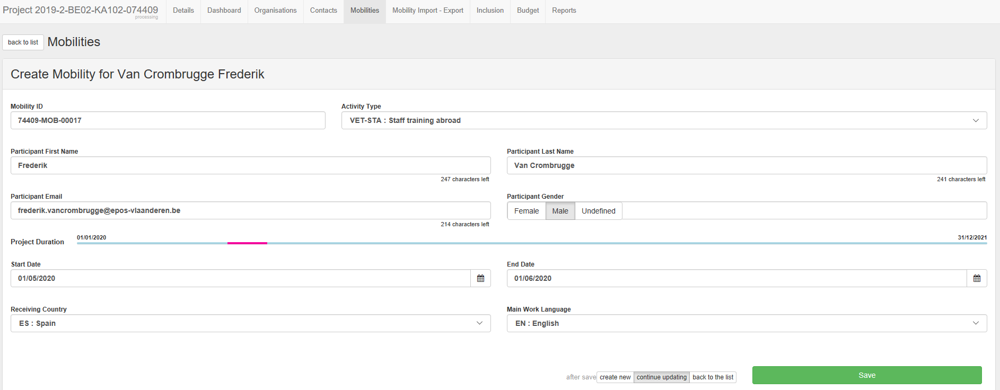 Project 2019-2-BE02-KA102-074409 Details Dashboard Organisations Contacts Mobilities Mobility Import - Export Inclusion Budget Reports
processing
back to list Mobilities
Create Mobility for Van Crombrugge Frederik
Mobility ID Activity Type
74409-MOB-00017 VET-STA : Staff training abroad
Participant First Name Participant Last Name
Frederik Van Crombrugge
247 characters left 241 characters left
Participant Email Participant Gender
frederik.vancrombrugge@epos-vlaanderen.be Female Male Undefined
214 characters left
Project Duration 01/01/2020 31/12/2021
Start Date End Date
01/05/2020 01/06/2020
Receiving Country Main Work Language
ES : Spain EN : English
after save create new continue updating back to the list Save